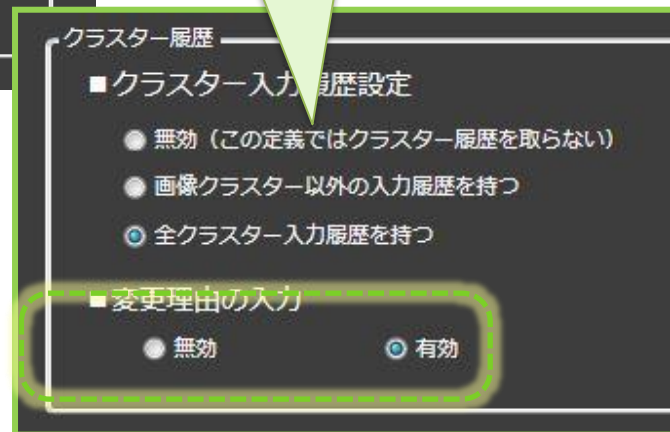 クラスター履歴
■クラスター入力履歴設定
無効（この定義ではクラスター履歴を取らない）
画像クラスター以外の入力履歴を持つ
全クラスター入力履歴を持つ
■変更理由の入力
無効 有効